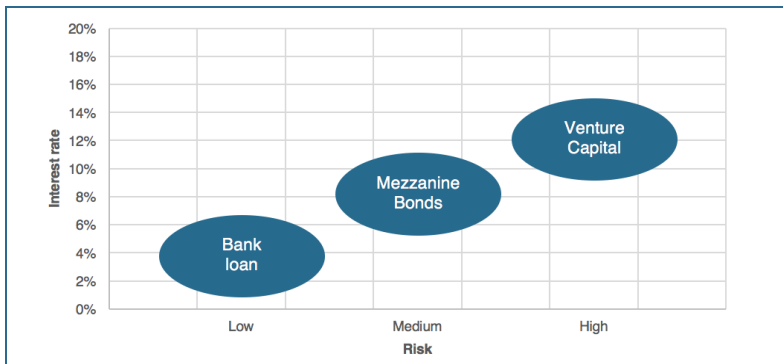 20%
18%
16%
14%
12%
10%
8%
6%
4%
2%
0%
Interest rate
Venture
Capital
Mezzanine
Bonds
Bank
loan
Low
Medium
High
Risk